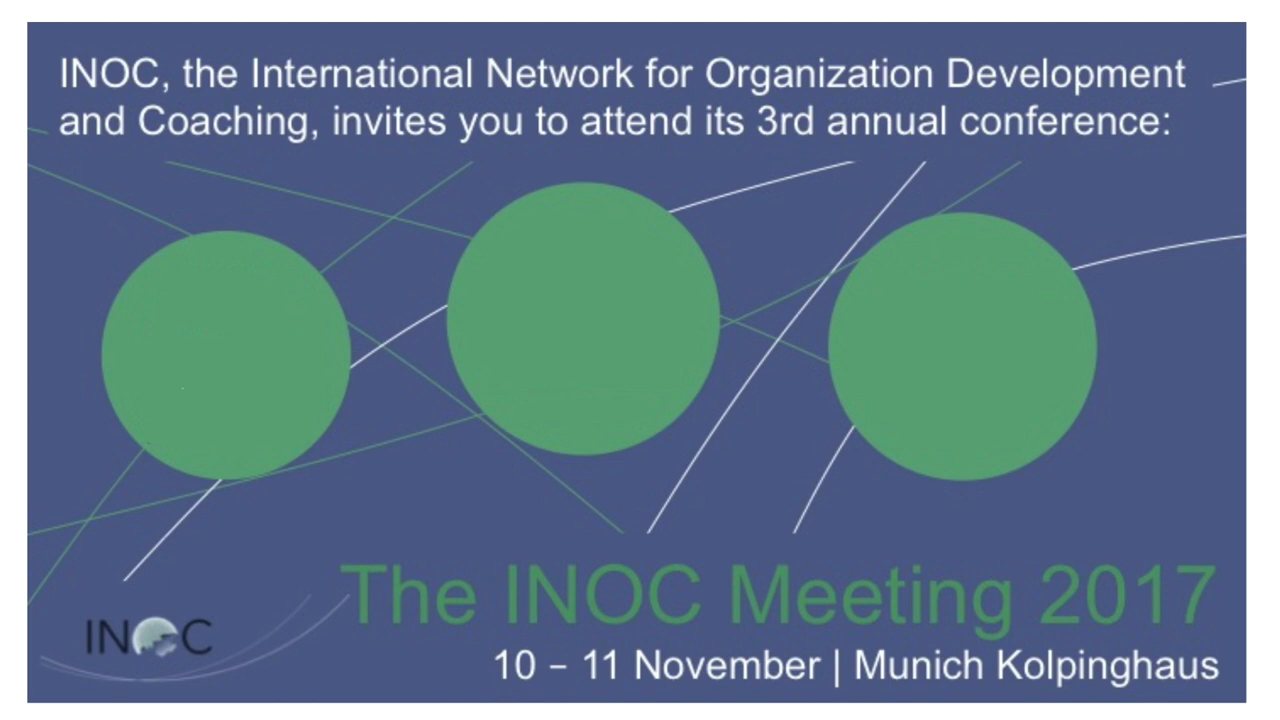 INOC, the International Network for Organization Development
and Coaching, invites you to attend its 3rd annual conference:
The INOC Meeting 2017
INOC
10 – 11 November | Munich Kolpinghaus